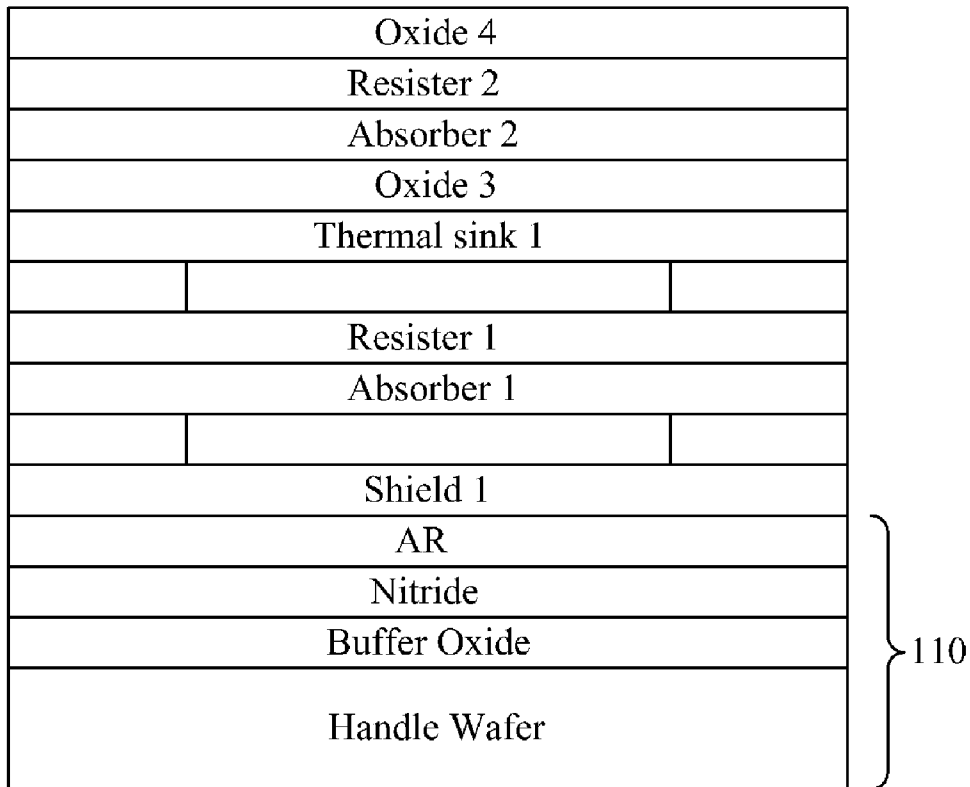 Oxide 4
Resister 2
Absorber 2
Oxide 3
Thermal sink 1
Resister 1
Absorber 1
Shield 1
AR
Nitride
Buffer Oxide
110
Handle Wafer